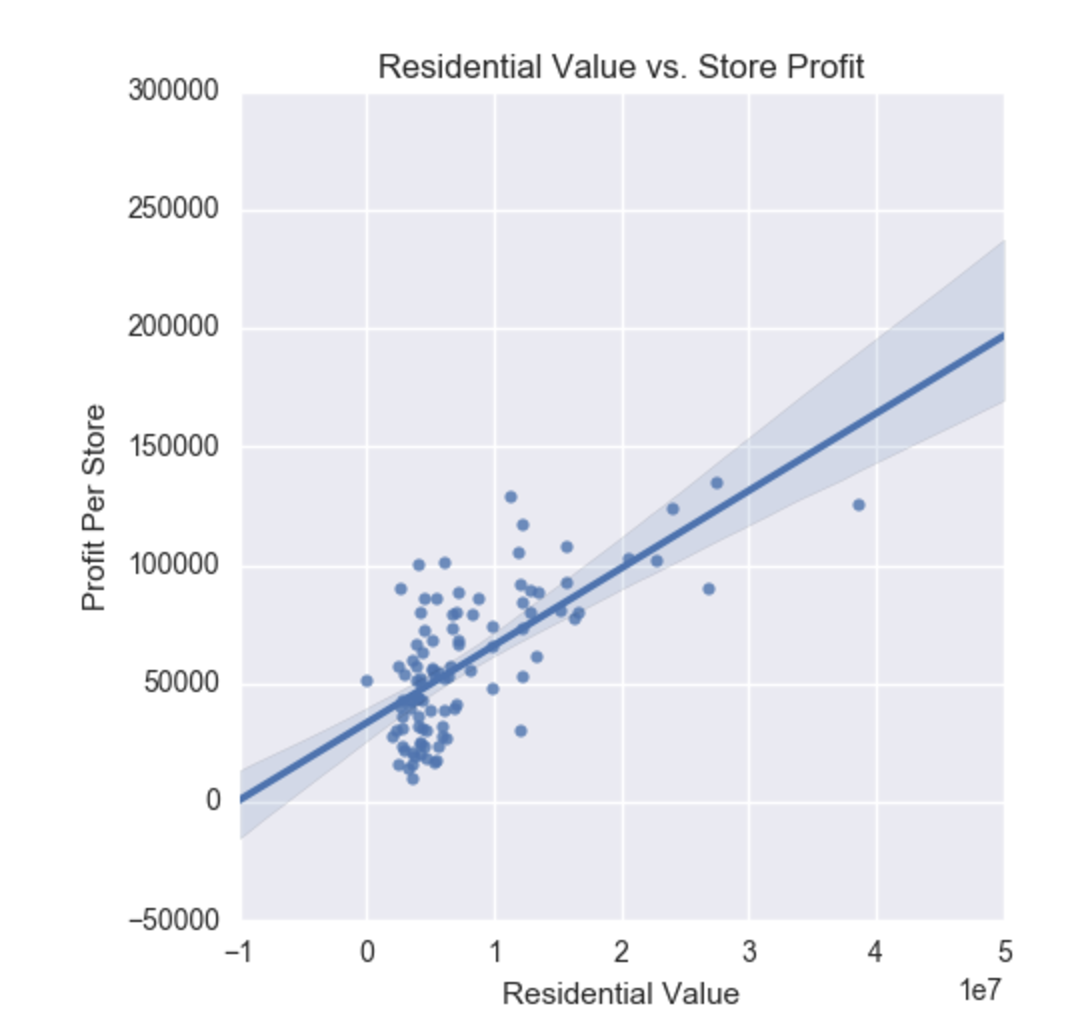 Residential Value vs. Store Profit
300000
250000
200000
150000
100000
50000
0
−50000
Profit Per Store
−1 0 1 2 3 4 5
1e7
Residential Value